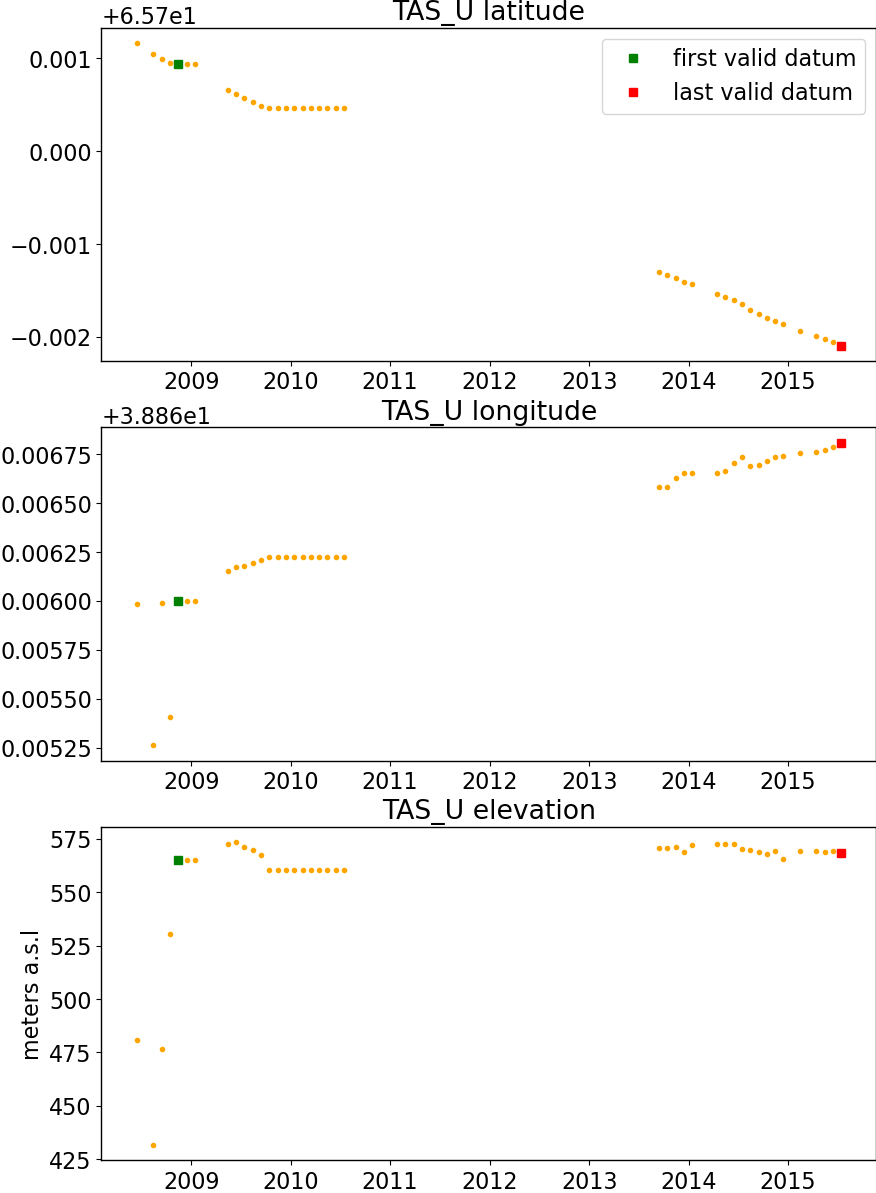 TAS_U latitude
+6.57e1
0.001
0.000
−0.001
−0.002
first valid datum
last valid datum
2009 2010 2011 2012 2013 2014 2015
TAS_U longitude
+3.886e1
0.00675
0.00650
0.00625
0.00600
0.00575
0.00550
0.00525
2009 2010 2011 2012 2013 2014 2015
TAS_U elevation
meters a.s.l
575
550
525
500
475
450
425
2009 2010 2011 2012 2013 2014 2015